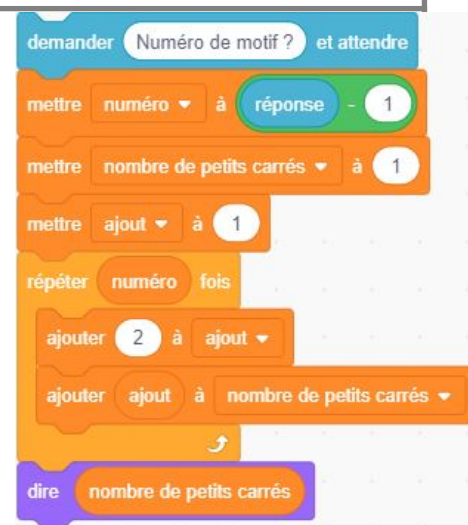 demander Numéro de motif ? et attendre
mettre numéro à réponse - 1
mettre nombre de petits carrés à 1
mettre ajout à 1
répéter numéro fois
ajouter 2 à ajout
ajouter ajout à nombre de petits carrés
dire nombre de petits carrés